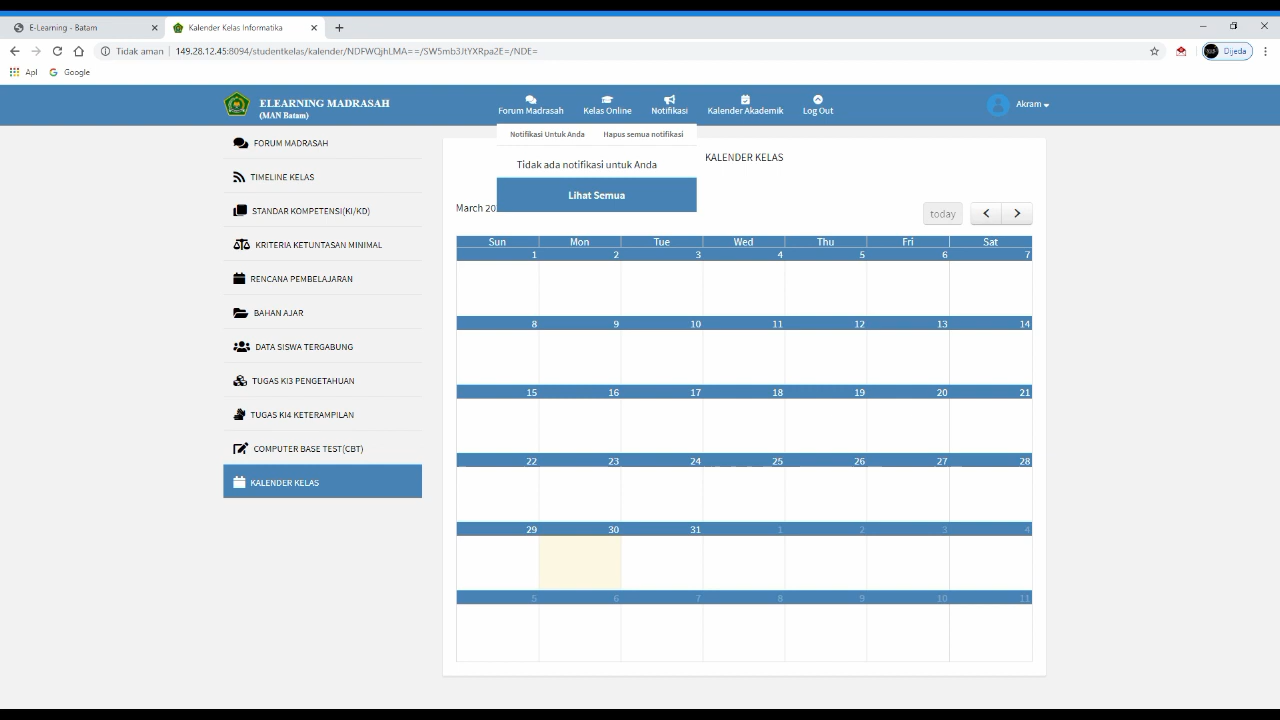 E-Learning - Batam
Kalender Kelas Informatika
Tidak aman
149.28.12.45:8094/studentkelas/kalender/NDFWQjhLMA==/SW5mb3JtYXRpa2E=/NDE=
Dijeda
Apl
Google
ELEARNING MADRASAH
(MAN Batam)
Forum Madrasah
Kelas Online
Notifikasi
Kalender Akademik
Log Out
Akram
Notifikasi Untuk Anda
Hapus semua notifikasi
Tidak ada notifikasi untuk Anda
Lihat Semua
FORUM MADRASAH
TIMELINE KELAS
STANDAR KOMPETENSI(KI/KD)
KRITERIA KETUNTASAN MINIMAL
RENCANA PEMBELAJARAN
BAHAN AJAR
DATA SISWA TERGABUNG
TUGAS KI3 PENGETAHUAN
TUGAS KI4 KETERAMPILAN
COMPUTER BASE TEST(CBT)
KALENDER KELAS
KALENDER KELAS
March 20
today
Sun Mon Tue Wed Thu Fri Sat
1 2 3 4 5 6 7
8 9 10 11 12 13 14
15 16 17 18 19 20 21
22 23 24 25 26 27 28
29 30 31 1 2 3 4
5 6 7 8 9 10 11